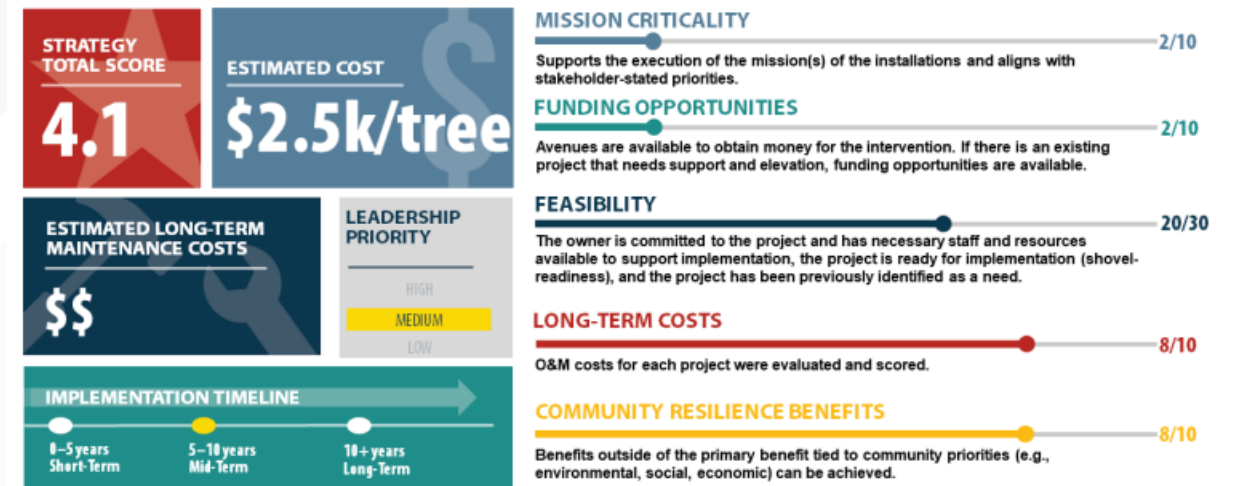 STRATEGY
TOTAL SCORE
4.1
ESTIMATED COST
$2.5k/tree
ESTIMATED LONG-TERM
MAINTENANCE COSTS
$$
LEADERSHIP
PRIORITY
HIGH
MEDIUM
LOW
IMPLEMENTATION TIMELINE
0–5 years
Short-Term
5–10 years
Mid-Term
10+ years
Long-Term
MISSION CRITICALITY
2/10
Supports the execution of the mission(s) of the installations and aligns with
stakeholder-stated priorities.
FUNDING OPPORTUNITIES
2/10
Avenues are available to obtain money for the intervention. If there is an existing
project that needs support and elevation, funding opportunities are available.
FEASIBILITY
20/30
The owner is committed to the project and has necessary staff and resources
available to support implementation, the project is ready for implementation (shovel-
readiness), and the project has been previously identified as a need.
LONG-TERM COSTS
8/10
O&M costs for each project were evaluated and scored.
COMMUNITY RESILIENCE BENEFITS
8/10
Benefits outside of the primary benefit tied to community priorities (e.g.,
environmental, social, economic) can be achieved.